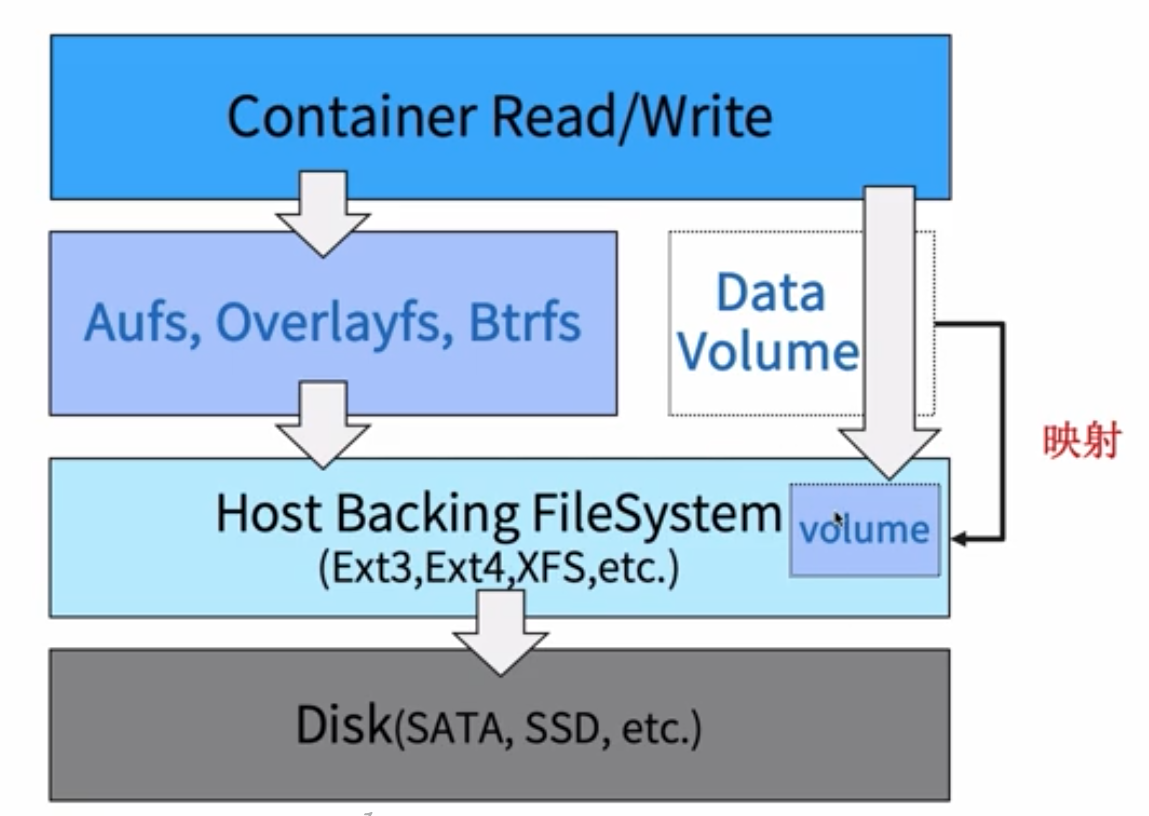 Container Read/Write
Aufs, Overlayfs, Btrfs
Data
Volume
映射
Host Backing FileSystem
(Ext3,Ext4,XFS,etc.)
volume
Disk(SATA, SSD, etc.)